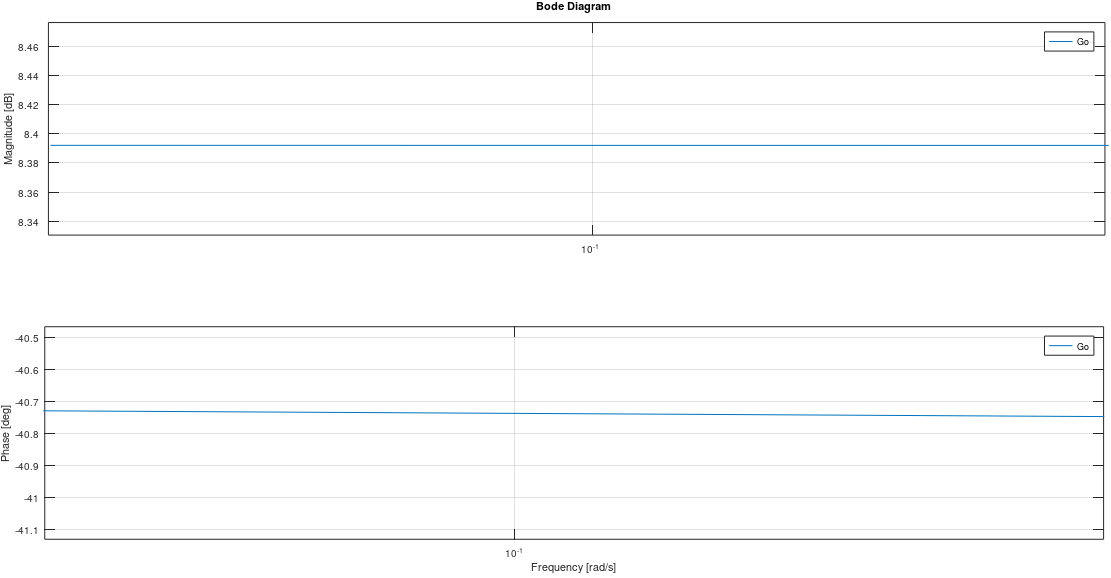 Bode Diagram
Go
8.46
8.44
8.42
8.4
8.38
8.36
8.34
Magnitude [dB]
10-1
Go
-40.5
-40.6
-40.7
-40.8
-40.9
-41
-41.1
Phase [deg]
10-1
Frequency [rad/s]